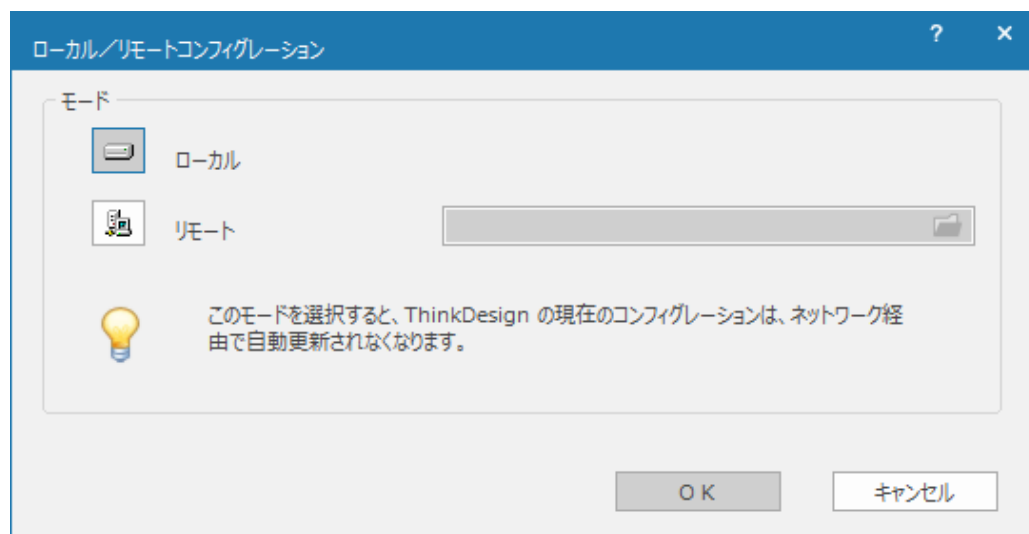 ローカル／リモートコンフィグレーション
? ×
モード
ローカル
リモート
このモードを選択すると、ThinkDesign の現在のコンフィグレーションは、ネットワーク経
由で自動更新されなくなります。
ＯＫ キャンセル